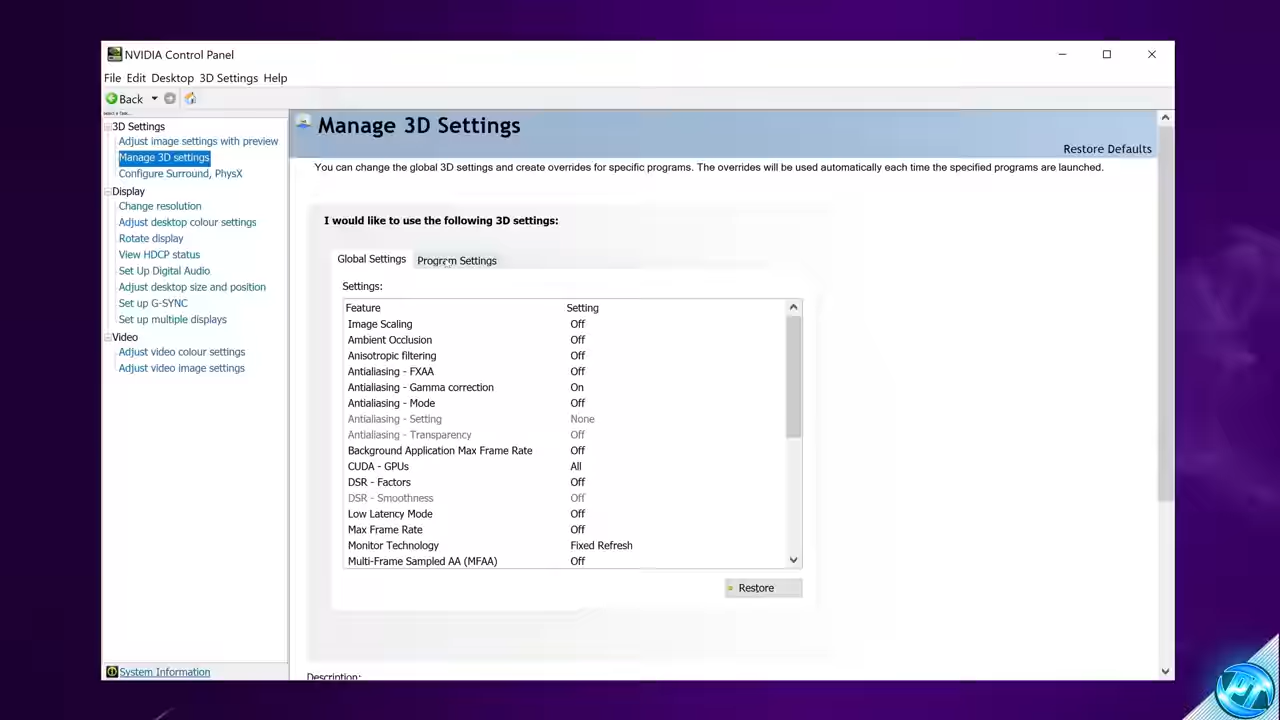 NVIDIA Control Panel
File Edit Desktop 3D Settings Help
Back
Select a Task...
3D Settings
Adjust image settings with preview
Manage 3D settings
Configure Surround, PhysX
Display
Change resolution
Adjust desktop colour settings
Rotate display
View HDCP status
Set Up Digital Audio
Adjust desktop size and position
Set up G-SYNC
Set up multiple displays
Video
Adjust video colour settings
Adjust video image settings
System Information
Manage 3D Settings
Restore Defaults
You can change the global 3D settings and create overrides for specific programs. The overrides will be used automatically each time the specified programs are launched.
I would like to use the following 3D settings:
Global Settings Program Settings
Settings:
Feature Setting
Image Scaling Off
Ambient Occlusion Off
Anisotropic filtering Off
Antialiasing - FXAA Off
Antialiasing - Gamma correction On
Antialiasing - Mode Off
Antialiasing - Setting None
Antialiasing - Transparency Off
Background Application Max Frame Rate Off
CUDA - GPUs All
DSR - Factors Off
DSR - Smoothness Off
Low Latency Mode Off
Max Frame Rate Off
Monitor Technology Fixed Refresh
Multi-Frame Sampled AA (MFAA) Off
Restore
Description:
PT